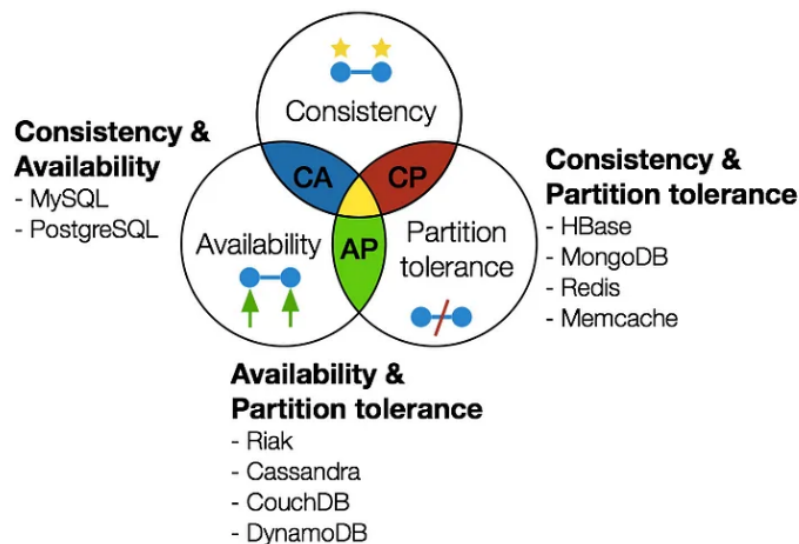 Consistency
Consistency &
Availability
- MySQL
- PostgreSQL
CA
CP
Consistency &
Partition tolerance
- HBase
- MongoDB
- Redis
- Memcache
Availability
AP
Partition
tolerance
Availability &
Partition tolerance
- Riak
- Cassandra
- CouchDB
- DynamoDB